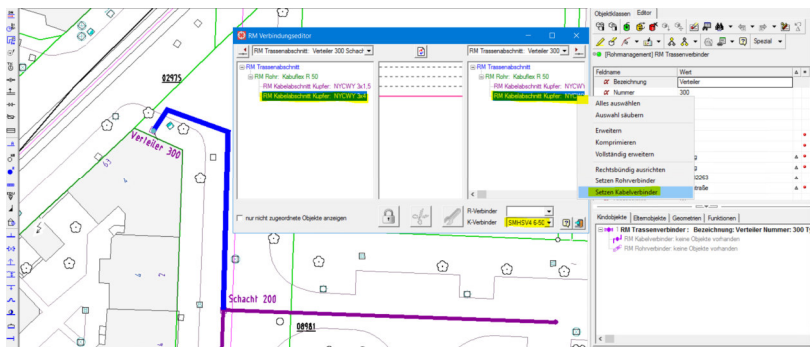 Objektklassen Editor
Spezial
[Rohrmanagement] RM Trassenverbinder
Feldname Wert
Bezeichnung Verteiler
Nummer 300
RM Verbindungseditor
RM Trassenabschnitt: Verteiler 300 Schach
RM Trassenabschnitt: Verteiler 300
RM Trassenabschnitt
RM Rohr: Kabuflex R 50
RM Kabelabschnitt Kupfer: NYCWY 3x1,5
RM Kabelabschnitt Kupfer: NYCWY 3x4
RM Trassenabschnitt
RM Rohr: Kabuflex R 50
RM Kabelabschnitt Kupfer: NYCWY
RM Kabelabschnitt Kupfer: NYCWY
nur nicht zugeordnete Objekte anzeigen
R-Verbinder
K-Verbinder SMHSV4 6-50
Alles auswählen
Auswahl säubern
Erweitern
Komprimieren
Vollständig erweitern
Rechtsbündig ausrichten
Setzen Rohrverbinder
Setzen Kabelverbinder
Kindobjekte Elternobjekte Geometrien Funktionen
1 RM Trassenverbinder : Bezeichnung: Verteiler Nummer: 300 Ty
RM Kabelverbinder: keine Objekte vorhanden
RM Rohrverbinder: keine Objekte vorhanden
02975
Verteiler 300
Schacht 200
08981